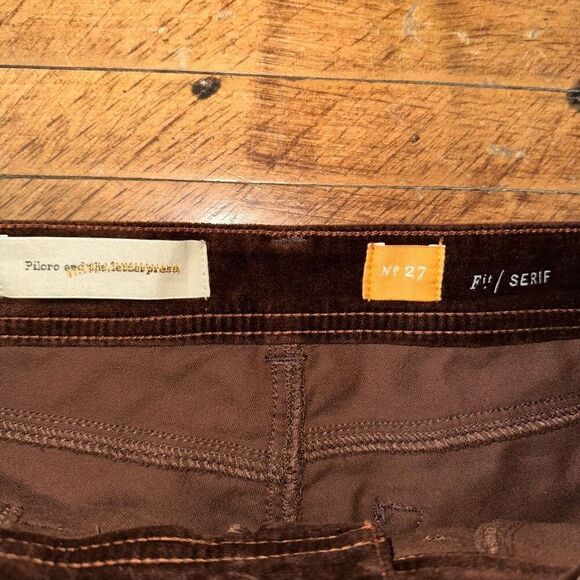 Pilcro and the letterpress
Nº 27
Fit / SERIF